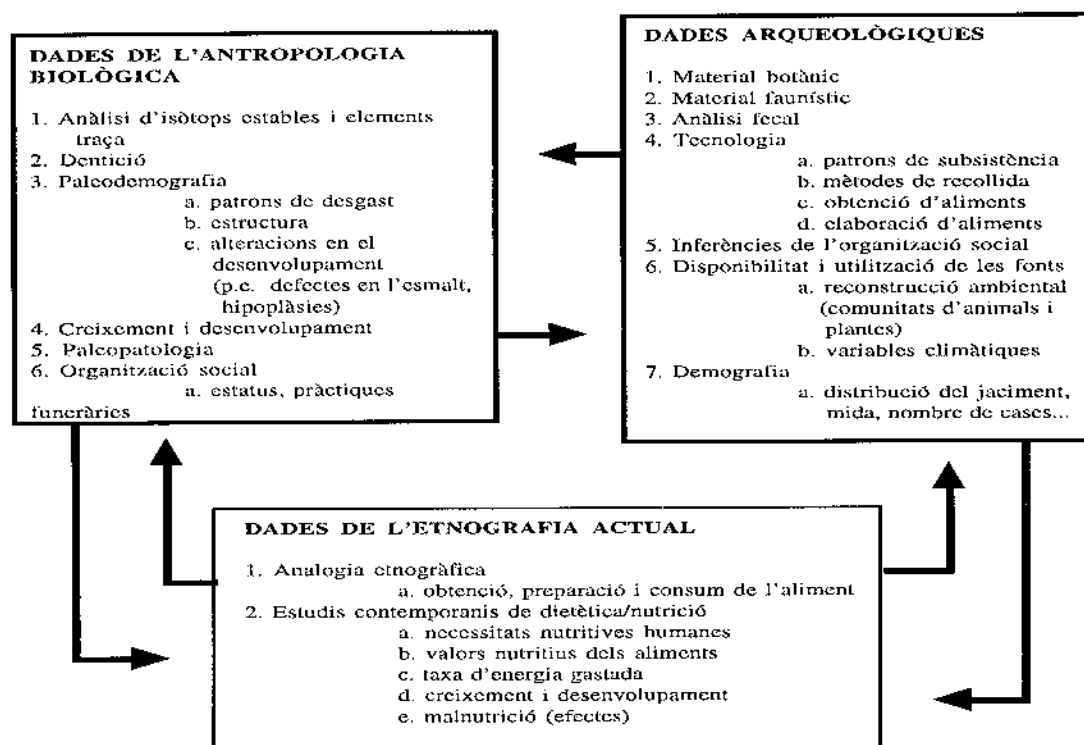 DADES DE L'ANTROPOLOGIA
BIOLÒGICA
1. Anàlisi d'isòtops estables i elements
traça
2. Dentició
3. Paleodemografia
a. patrons de desgast
b. estructura
c. alteracions en el
desenvolupament
(p.e. defectes en l'esmalt,
hipoplàsies)
4. Creixement i desenvolupament
5. Paleopatologia
6. Organització social
a. estatus, pràctiques
funeràries
DADES ARQUEOLÒGIQUES
1. Material botànic
2. Material faunístic
3. Anàlisi fecal
4. Tecnologia
a. patrons de subsistència
b. mètodes de recollida
c. obtenció d'aliments
d. elaboració d'aliments
5. Inferències de l'organització social
6. Disponibilitat i utilització de les fonts
a. reconstrucció ambiental
(comunitats d'animals i
plantes)
b. variables climàtiques
7. Demografia
a. distribució del jaciment,
mida, nombre de cases...
DADES DE L'ETNOGRAFIA ACTUAL
1. Analogia etnogràfica
a. obtenció, preparació i consum de l'aliment
2. Estudis contemporanis de dietètica/nutrició
a. necessitats nutritives humanes
b. valors nutritius dels aliments
c. taxa d'energia gastada
d. creixement i desenvolupament
e. malnutrició (efectes)